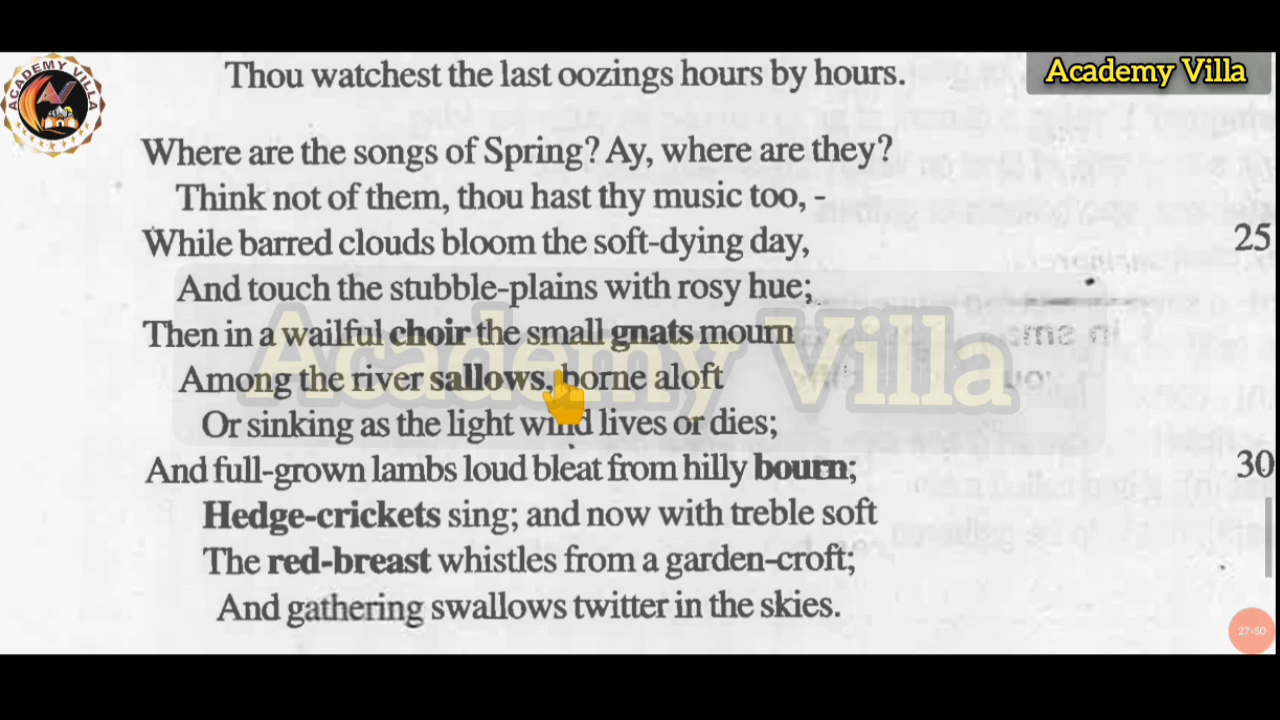 ACADEMY VILLA
Academy Villa
Thou watchest the last oozings hours by hours.
Where are the songs of Spring? Ay, where are they?
Think not of them, thou hast thy music too, -
While barred clouds bloom the soft-dying day,
25
And touch the stubble-plains with rosy hue;
Then in a wailful choir the small gnats mourn
Among the river sallows, borne aloft
Or sinking as the light wind lives or dies;
And full-grown lambs loud bleat from hilly bourn;
30
Hedge-crickets sing; and now with treble soft
The red-breast whistles from a garden-croft;
And gathering swallows twitter in the skies.
Academy Villa
27:50